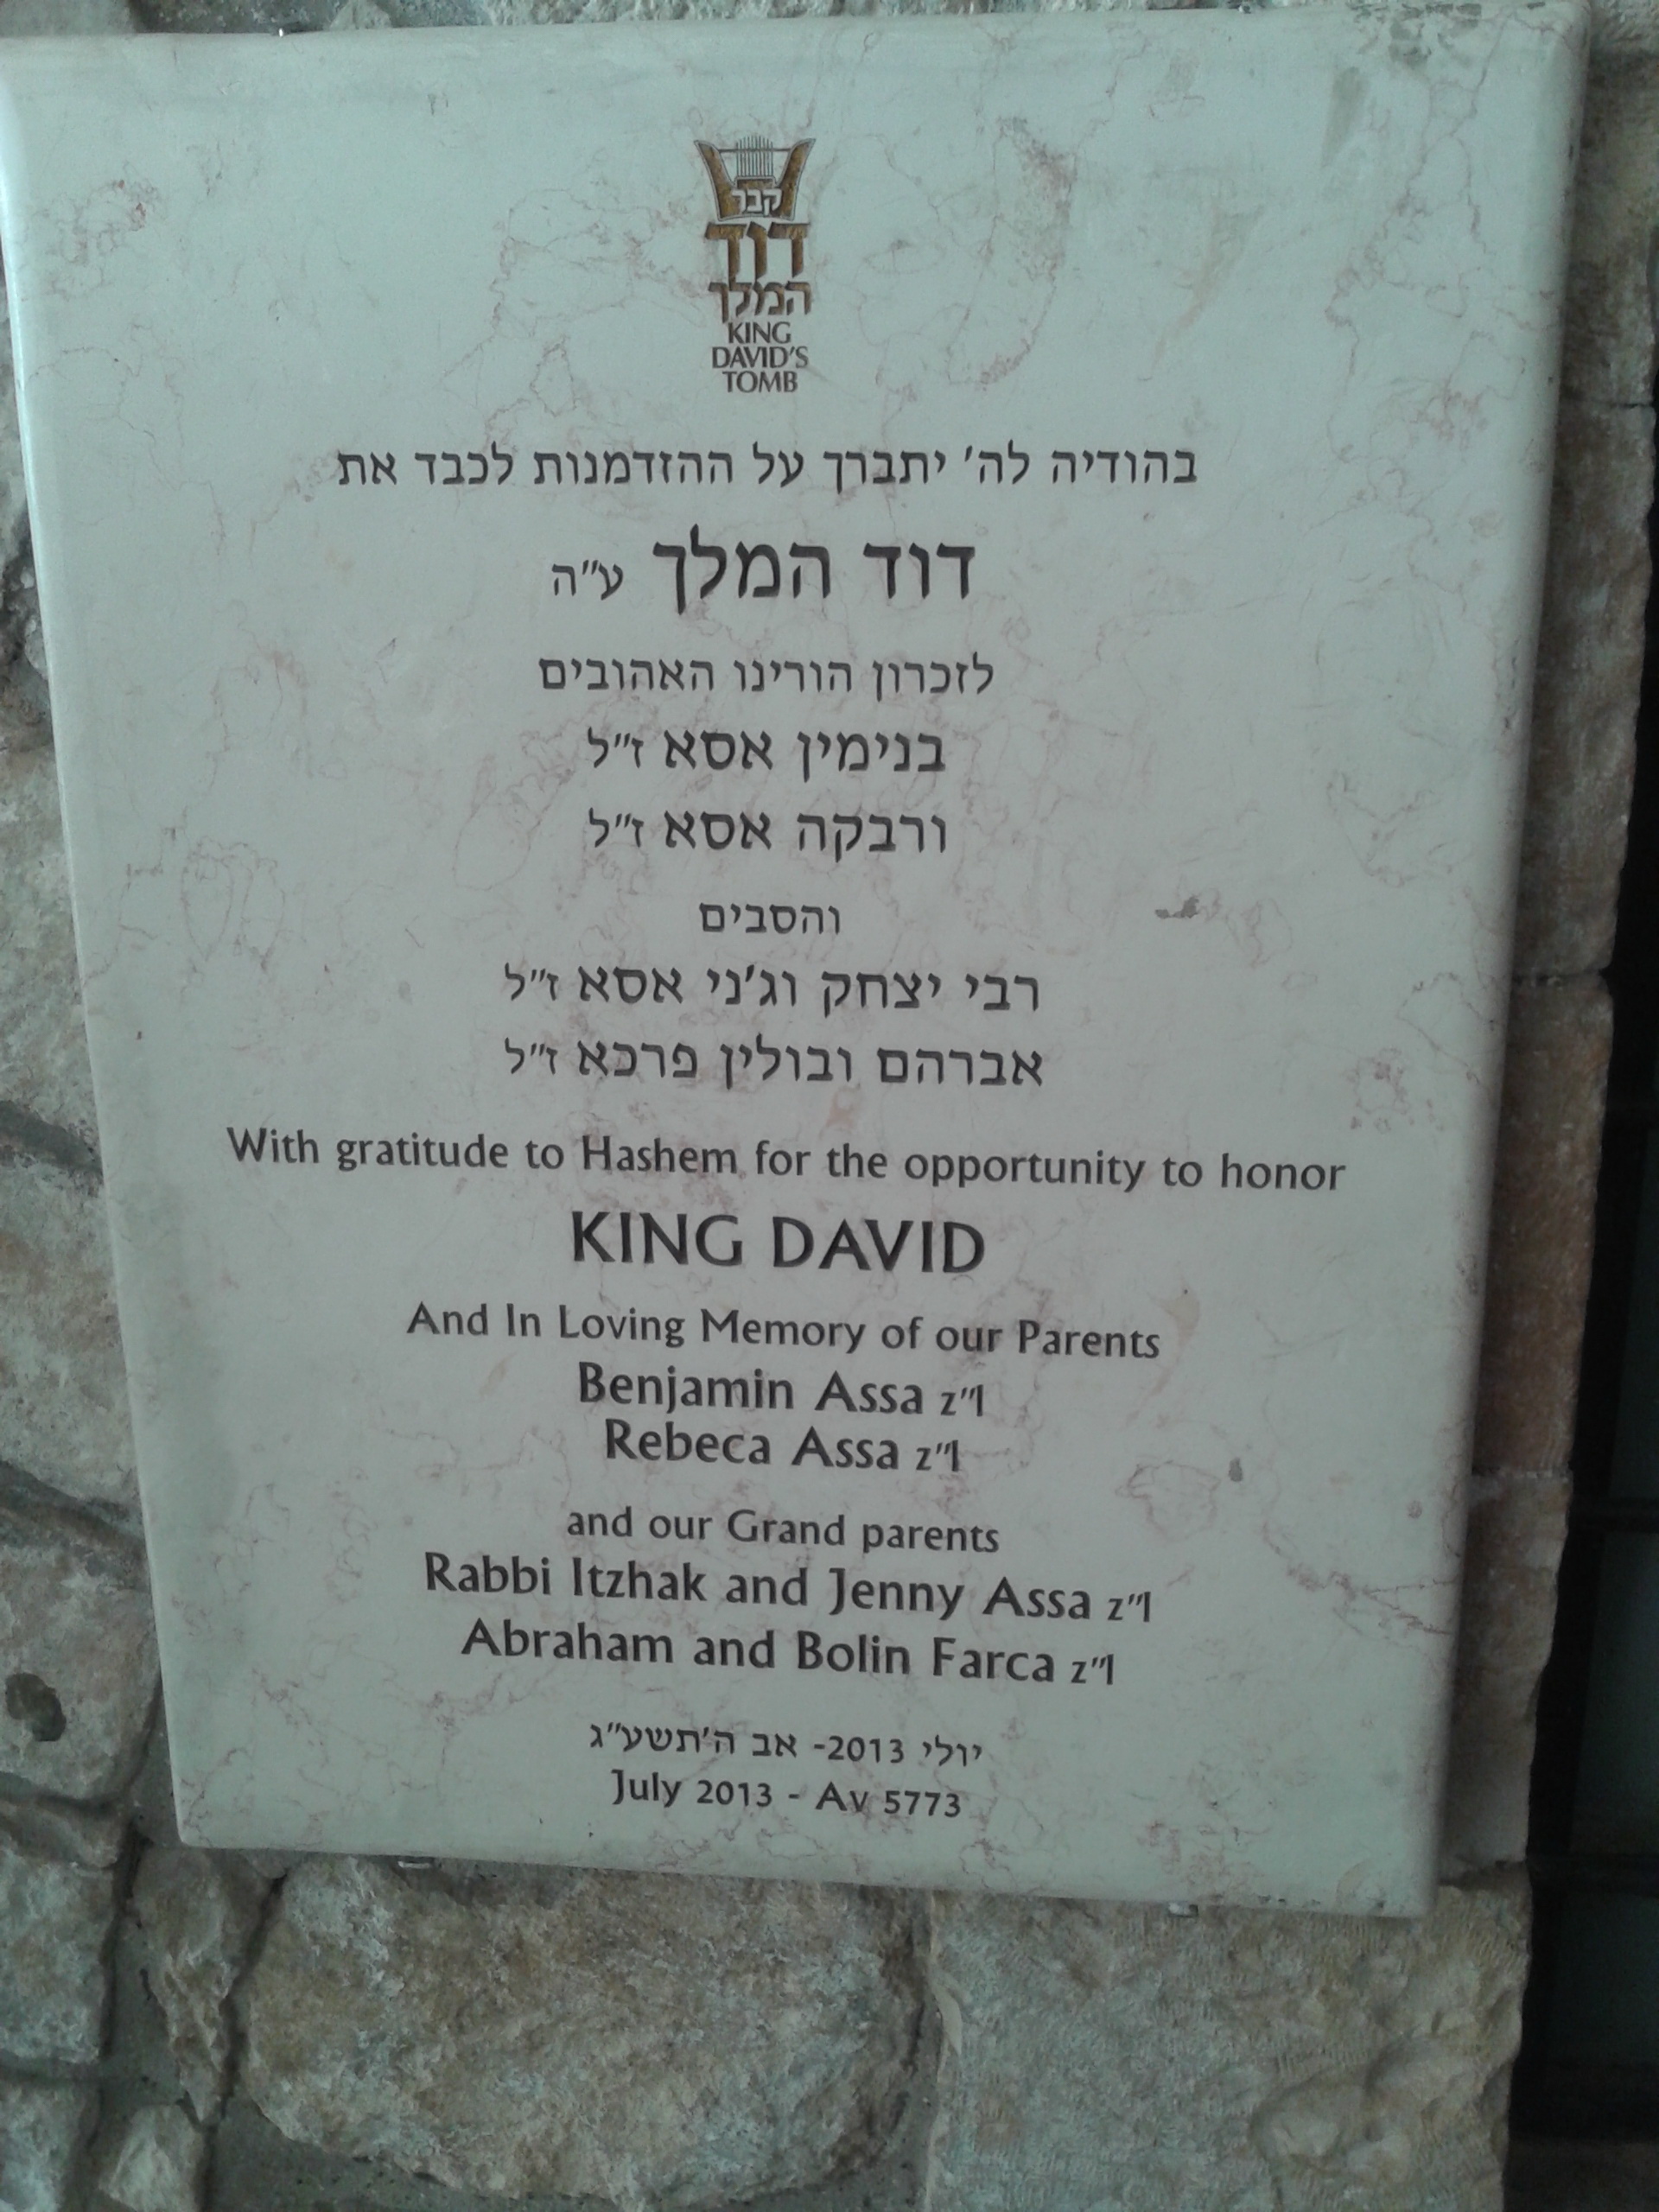 קבר
דוד
המלך
KING
DAVID'S
TOMB
בהודיה לה' יתברך על ההזדמנות לכבד את
דוד המלך ע"ה
לזכרון הורינו האהובים
בנימין אסא ז"ל
ורבקה אסא ז"ל
והסבים
רבי יצחק וג'ני אסא ז"ל
אברהם ובולין פרכא ז"ל
With gratitude to Hashem for the opportunity to honor
KING DAVID
And In Loving Memory of our Parents
Benjamin Assa z"l
Rebeca Assa z"l
and our Grand parents
Rabbi Itzhak and Jenny Assa z"l
Abraham and Bolin Farca z"l
יולי 2013- אב ה'תשע"ג
July 2013 - Av 5773